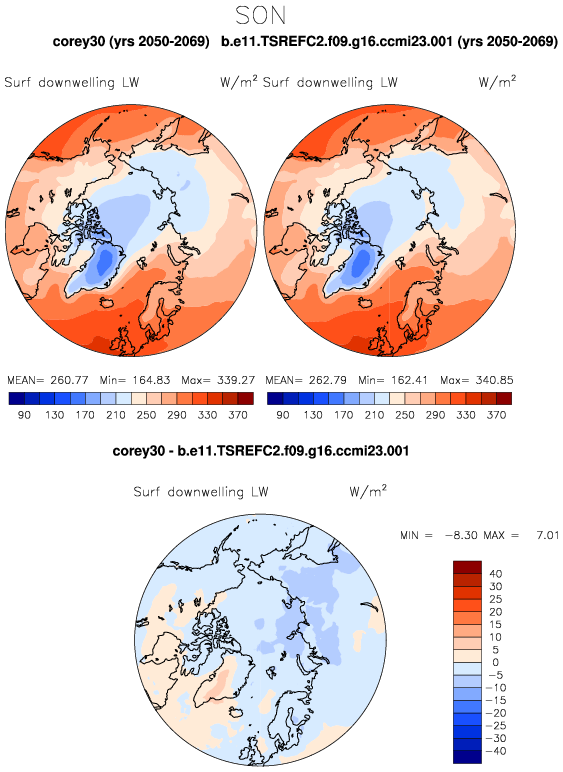 SON
corey30 (yrs 2050-2069) b.e11.TSREFC2.f09.g16.ccmi23.001 (yrs 2050-2069)
Surf downwelling LW W/m² Surf downwelling LW W/m²
MEAN= 260.77 Min= 164.83 Max= 339.27 MEAN= 262.79 Min= 162.41 Max= 340.85
90 130 170 210 250 290 330 370 90 130 170 210 250 290 330 370
corey30 - b.e11.TSREFC2.f09.g16.ccmi23.001
Surf downwelling LW W/m²
MIN = -8.30 MAX = 7.01
40
30
25
20
15
10
5
0
-5
-10
-15
-20
-25
-30
-40